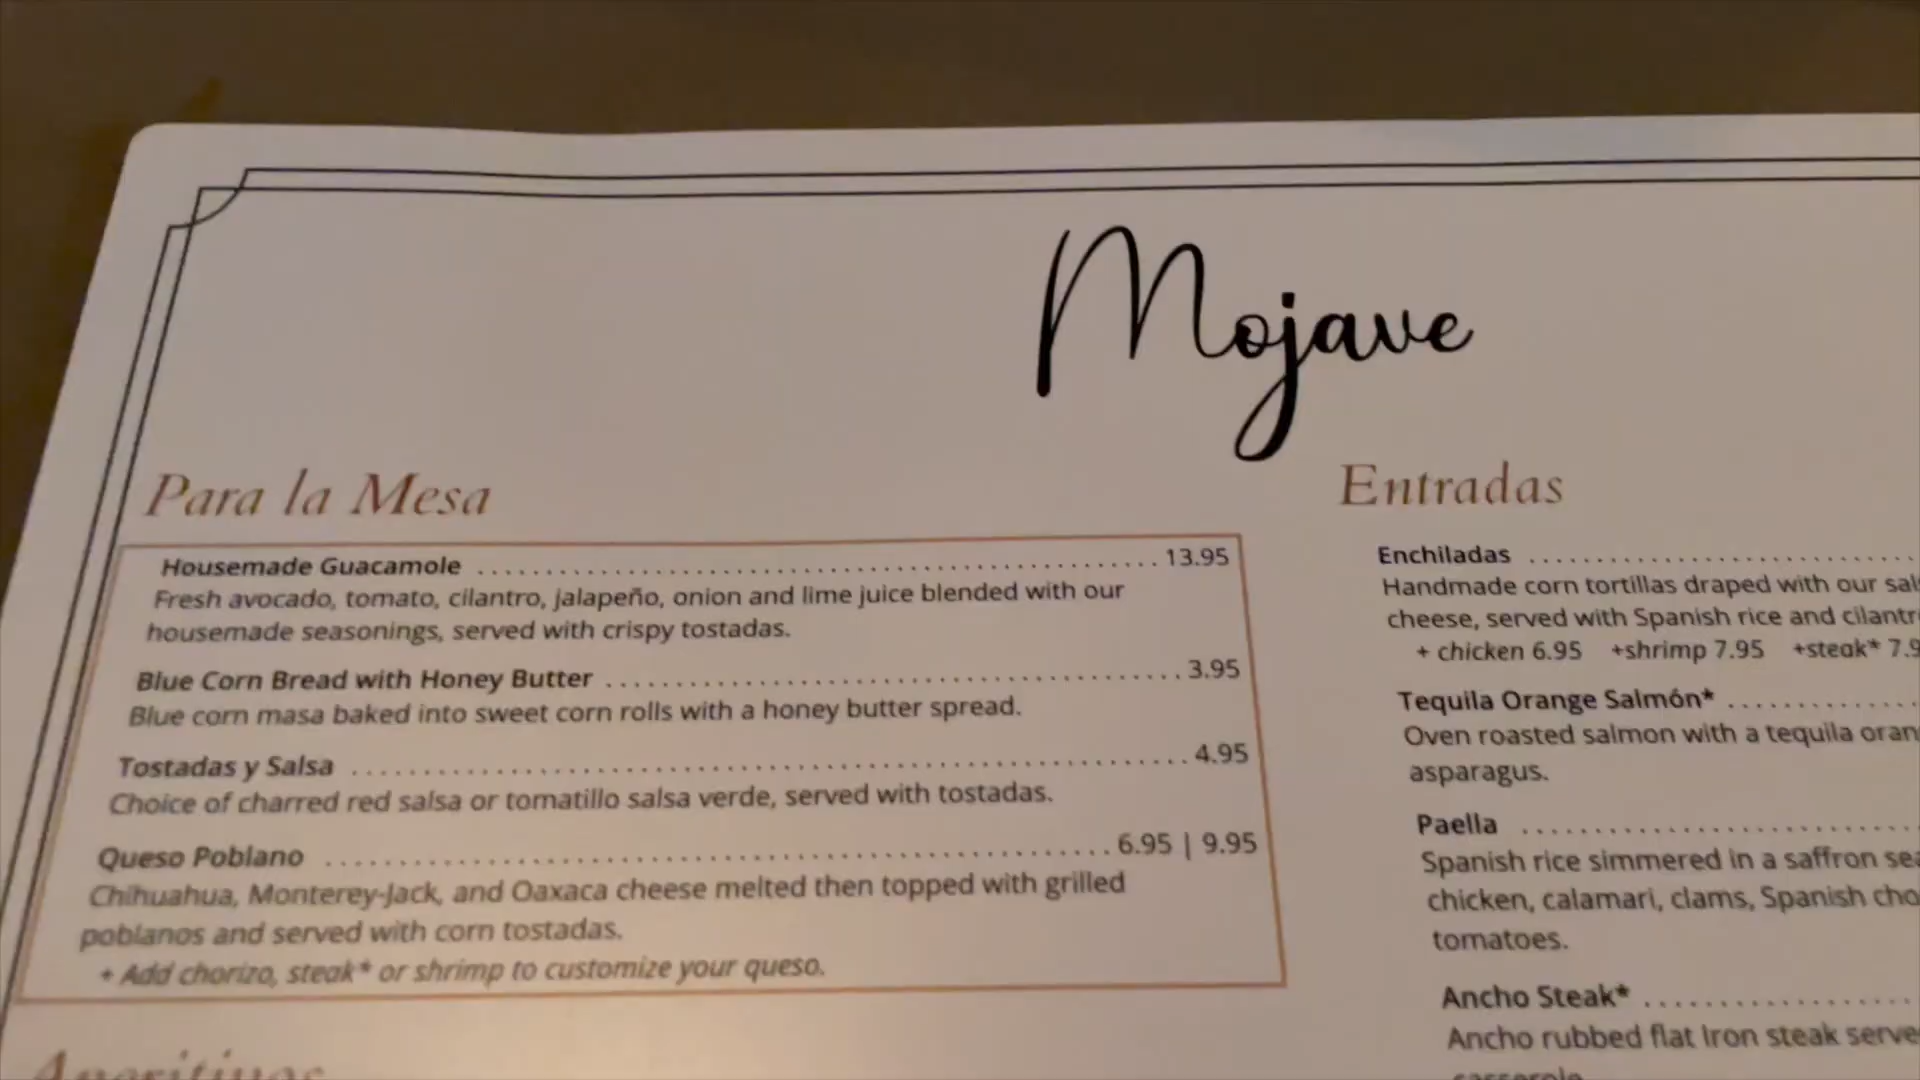 Mojave
Para la Mesa
Housemade Guacamole ........ 13.95
Fresh avocado, tomato, cilantro, jalapeño, onion and lime juice blended with our
housemade seasonings, served with crispy tostadas.
Blue Corn Bread with Honey Butter ........ 3.95
Blue corn masa baked into sweet corn rolls with a honey butter spread.
Tostadas y Salsa ........ 4.95
Choice of charred red salsa or tomatillo salsa verde, served with tostadas.
Queso Poblano ........ 6.95 | 9.95
Chihuahua, Monterey-Jack, and Oaxaca cheese melted then topped with grilled
poblanos and served with corn tostadas.
+ Add chorizo, steak* or shrimp to customize your queso.
Aperitivos
Entradas
Enchiladas ........
Handmade corn tortillas draped with our
cheese, served with Spanish rice and
+ chicken 6.95 +shrimp 7.95 +steak*
Tequila Orange Salmón* ........
Oven roasted salmon with a tequila
asparagus.
Paella ........
Spanish rice simmered in a saffron
chicken, calamari, clams, Spanish
tomatoes.
Ancho Steak* ........
Ancho rubbed flat Iron steak